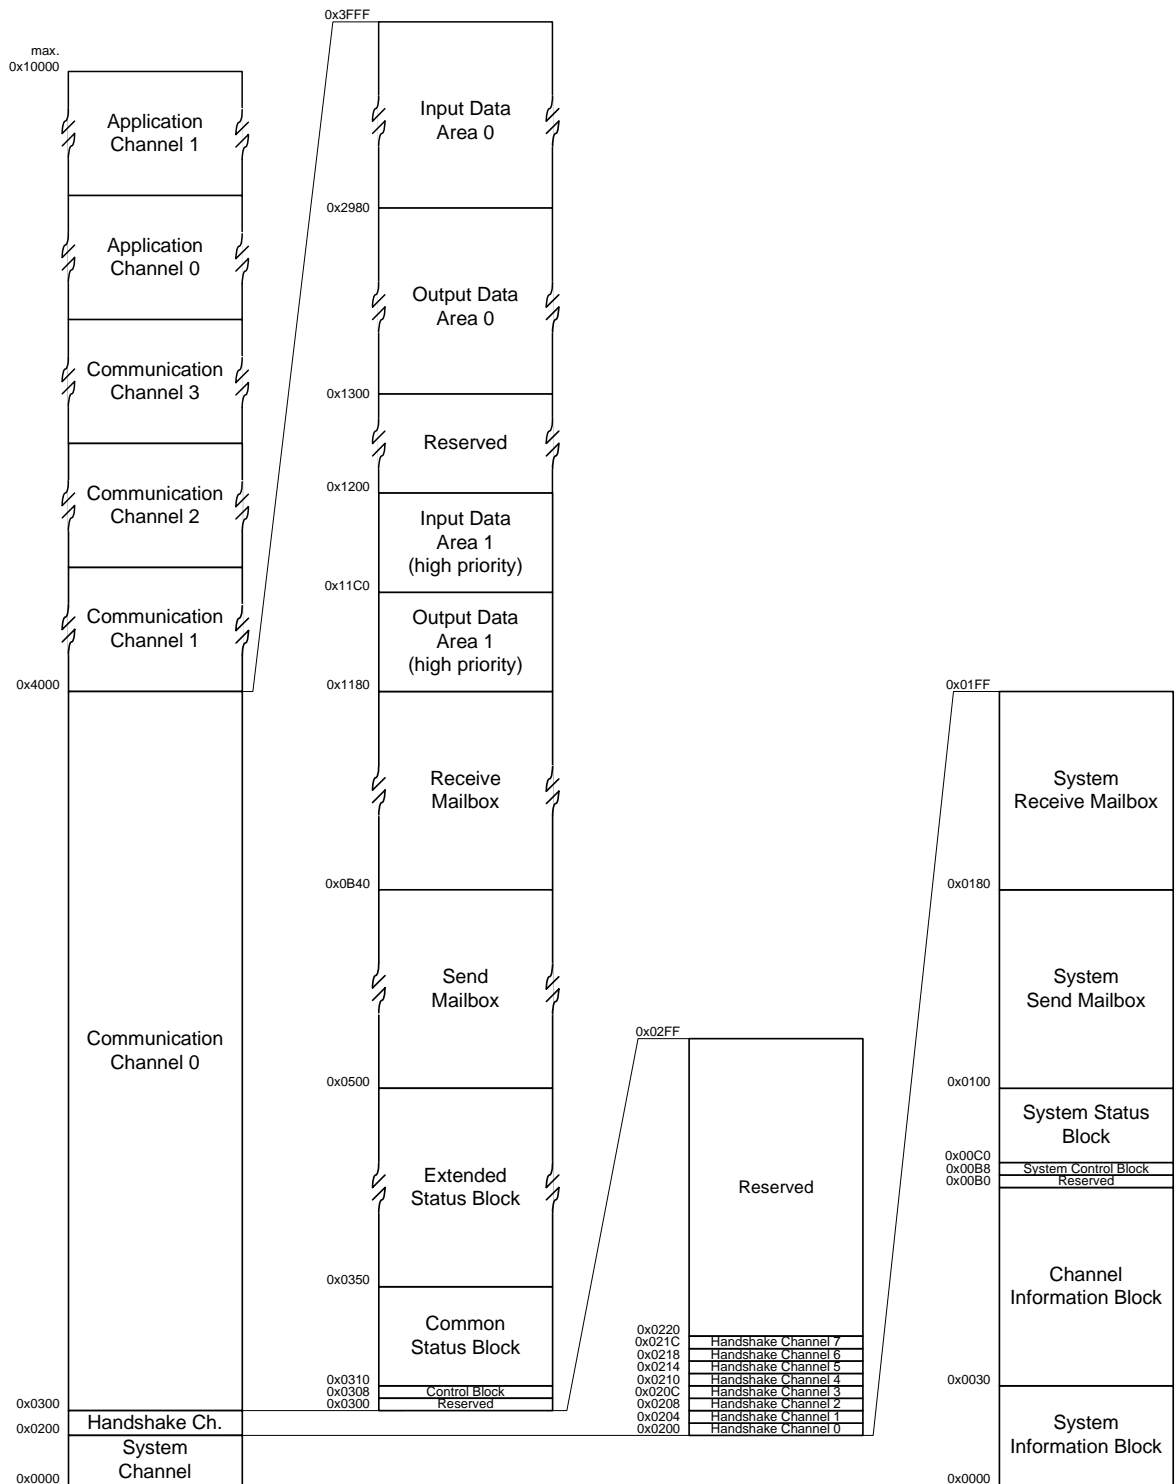 max.
0x10000
Application
Channel 1
Application
Channel 0
Communication
Channel 3
Communication
Channel 2
Communication
Channel 1
0x4000
Communication
Channel 0
0x0300
Handshake Ch.
0x0200
System
Channel
0x0000
0x3FFF
Input Data
Area 0
0x2980
Output Data
Area 0
0x1300
Reserved
0x1200
Input Data
Area 1
(high priority)
0x11C0
Output Data
Area 1
(high priority)
0x1180
Receive
Mailbox
0x0B40
Send
Mailbox
0x0500
Extended
Status Block
0x0350
Common
Status Block
0x0310
Control Block
0x0308
Reserved
0x0300
0x02FF
Reserved
0x0220
Handshake Channel 7
0x021C
Handshake Channel 6
0x0218
Handshake Channel 5
0x0214
Handshake Channel 4
0x0210
Handshake Channel 3
0x020C
Handshake Channel 2
0x0208
Handshake Channel 1
0x0204
Handshake Channel 0
0x0200
0x01FF
System
Receive Mailbox
0x0180
System
Send Mailbox
0x0100
System Status
Block
0x00C0
System Control Block
0x00B8
Reserved
0x00B0
Channel
Information Block
0x0030
System
Information Block
0x0000